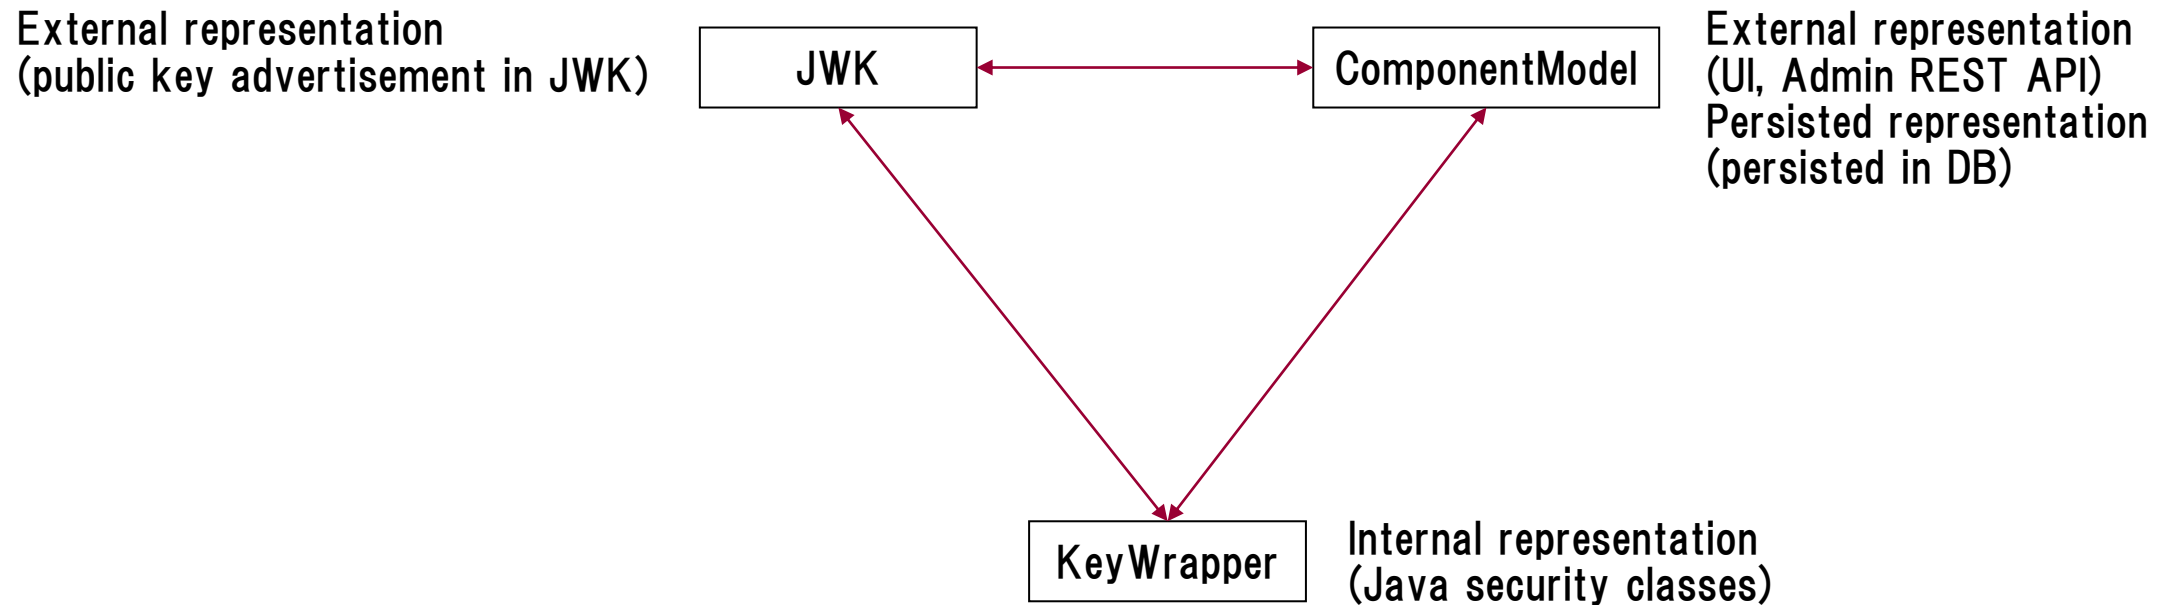 External representation
(public key advertisement in JWK)
JWK
ComponentModel
External representation
(UI, Admin REST API)
Persisted representation
(persisted in DB)
KeyWrapper
Internal representation
(Java security classes)